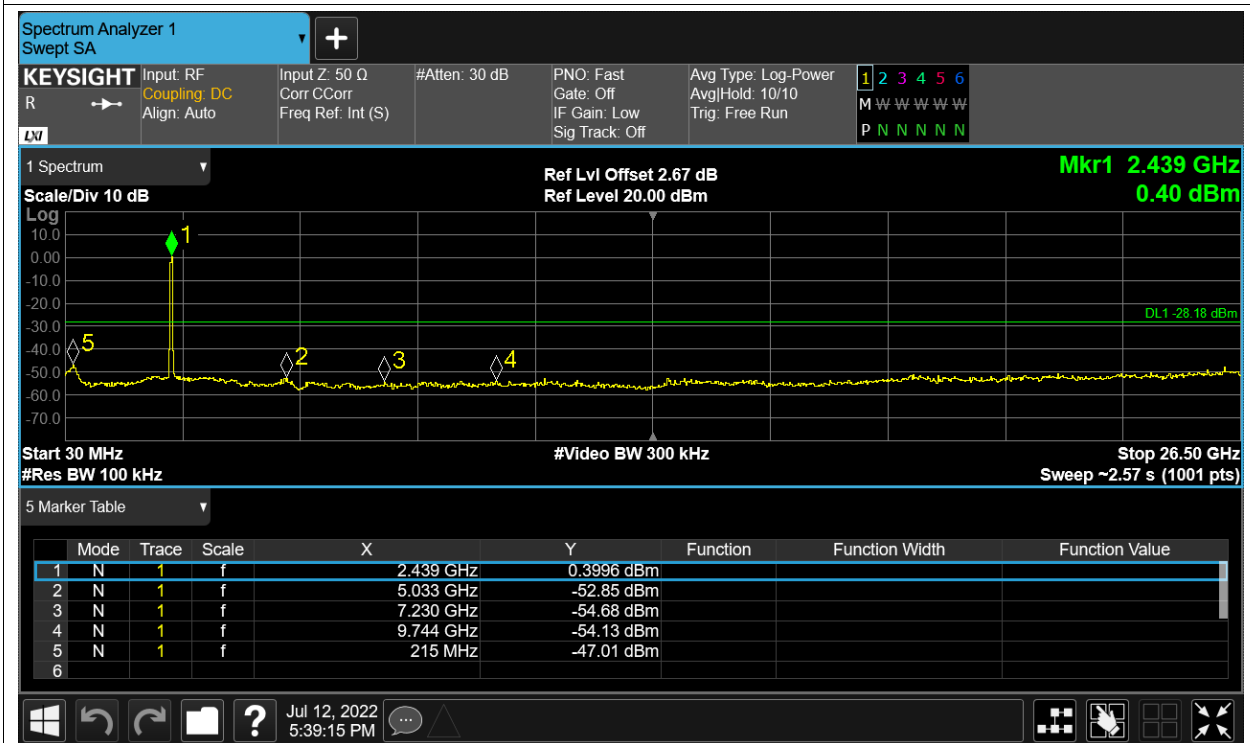 Spectrum Analyzer 1
Swept SA
KEYSIGHT
R
LXI
Input: RF
Coupling: DC
Align: Auto
Input Z: 50 Ω
Corr CCorr
Freq Ref: Int (S)
#Atten: 30 dB
PNO: Fast
Gate: Off
IF Gain: Low
Sig Track: Off
Avg Type: Log-Power
Avg|Hold: 10/10
Trig: Free Run
1 2 3 4 5 6
M W W W W W
P N N N N N
1 Spectrum
Scale/Div 10 dB
Ref Lvl Offset 2.67 dB
Ref Level 20.00 dBm
Mkr1 2.439 GHz
0.40 dBm
Log
10.0
0.00
-10.0
-20.0
-30.0
-40.0
-50.0
-60.0
-70.0
1
DL1 -28.18 dBm
5
2
3
4
Start 30 MHz
#Video BW 300 kHz
Stop 26.50 GHz
#Res BW 100 kHz
Sweep ~2.57 s (1001 pts)
5 Marker Table
Mode Trace Scale X Y Function Function Width Function Value
1 N 1 f 2.439 GHz 0.3996 dBm
2 N 1 f 5.033 GHz -52.85 dBm
3 N 1 f 7.230 GHz -54.68 dBm
4 N 1 f 9.744 GHz -54.13 dBm
5 N 1 f 215 MHz -47.01 dBm
6
?
Jul 12, 2022
5:39:15 PM